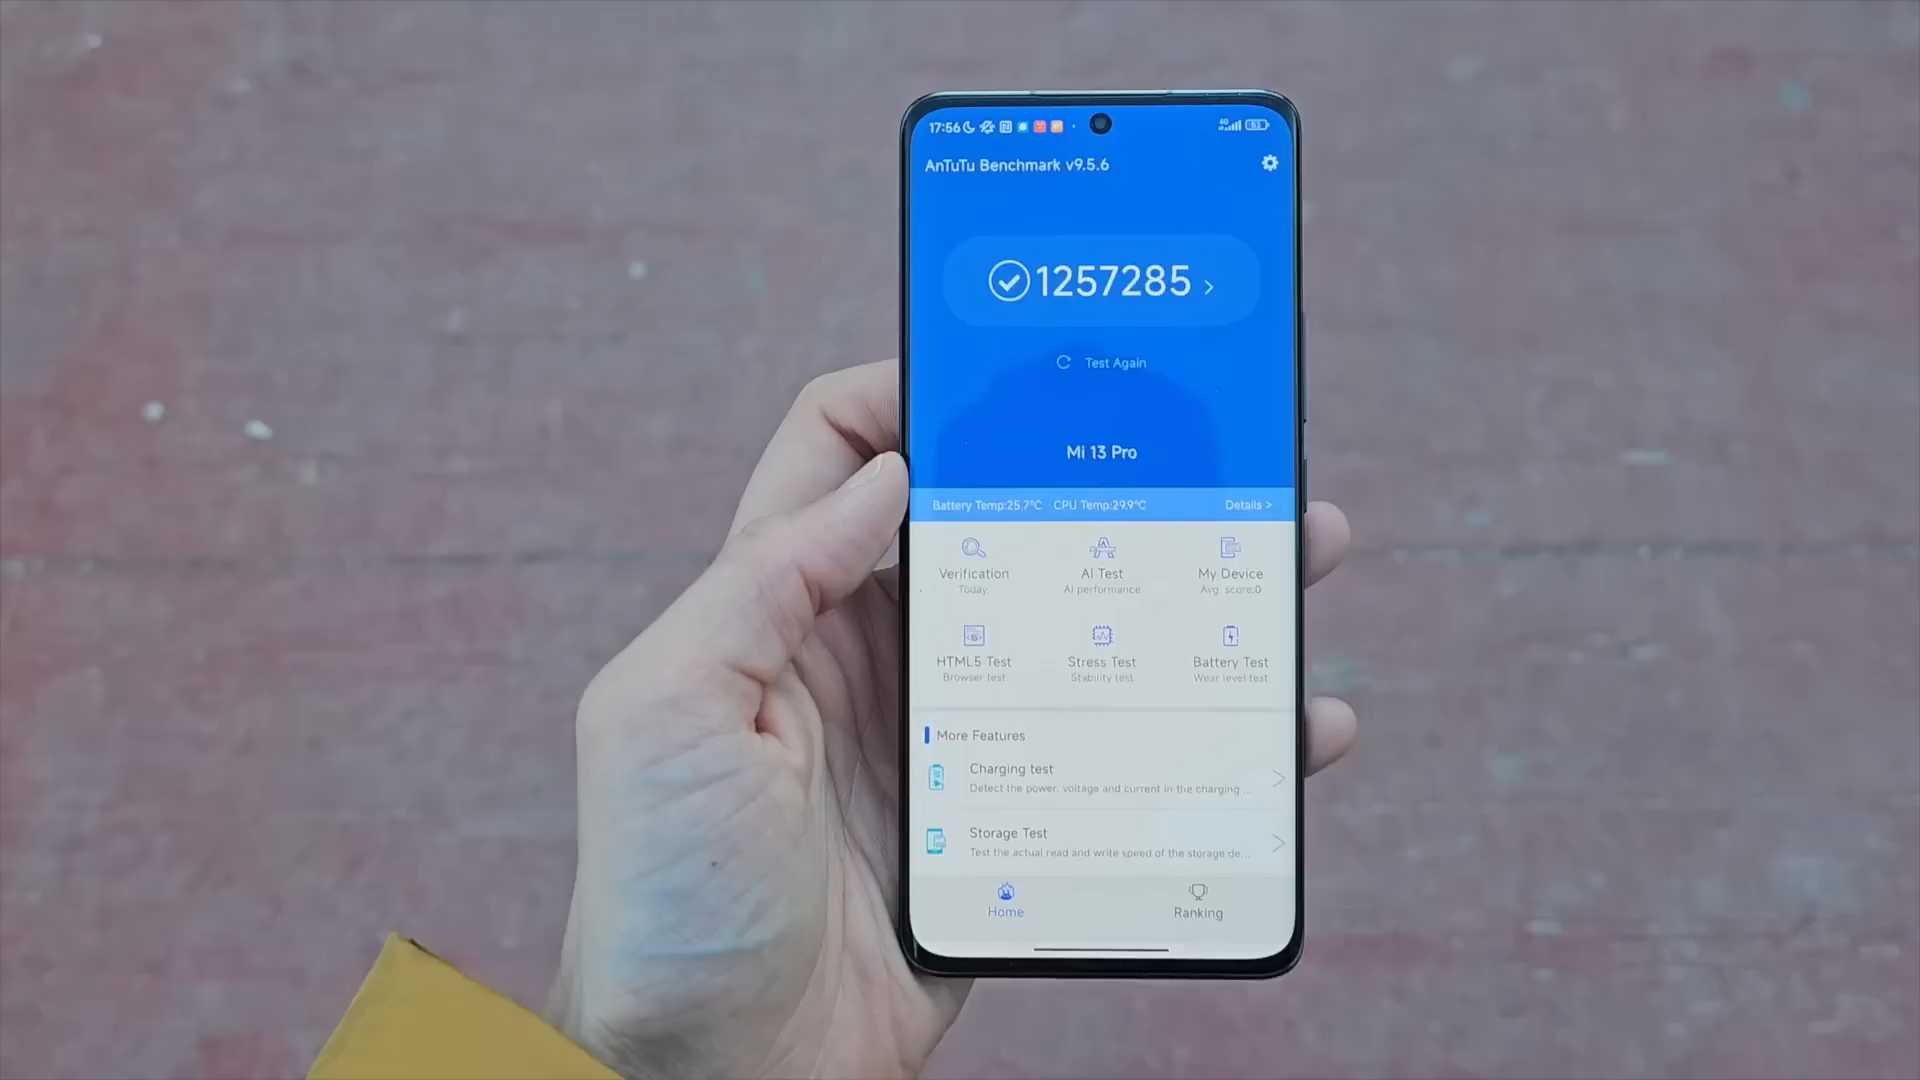 17:56
4G
53
AnTuTu Benchmark v9.5.6
1257285 >
Test Again
Mi 13 Pro
Battery Temp:25.7°C CPU Temp:29.9°C Details >
Verification AI Test My Device
Today AI performance Avg. score:0
HTML5 Test Stress Test Battery Test
Browser test Stability test Wear level test
More Features
Charging test
Detect the power, voltage and current in the charging ...
Storage Test
Test the actual read and write speed of the storage de...
Home Ranking